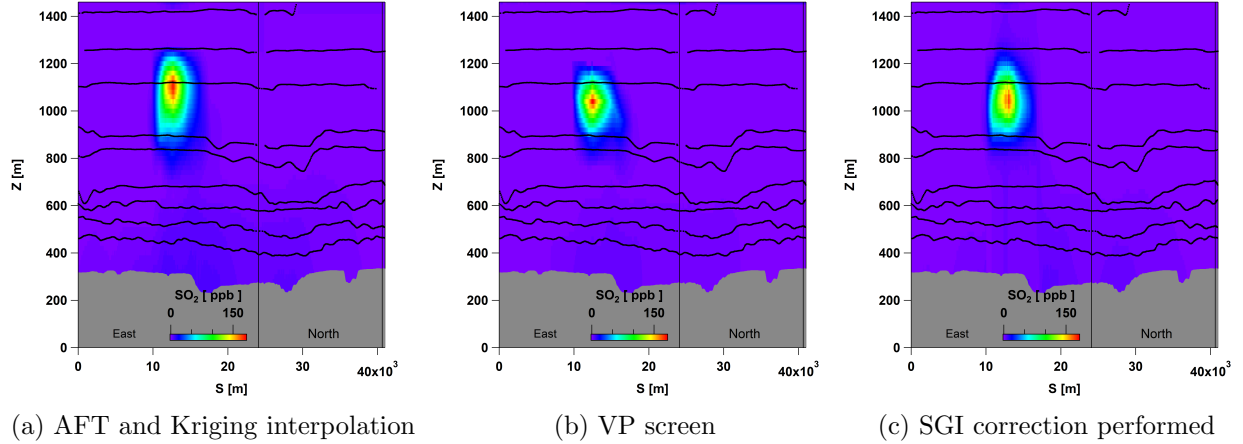 1400
1200
1000
800
600
400
200
0
Z [m]
SO₂ [ ppb ]
0 150
East North
0 10 20 30 40x10³
S [m]
(a) AFT and Kriging interpolation
1400
1200
1000
800
600
400
200
0
Z [m]
SO₂ [ ppb ]
0 150
East North
0 10 20 30 40x10³
S [m]
(b) VP screen
1400
1200
1000
800
600
400
200
0
Z [m]
SO₂ [ ppb ]
0 150
East North
0 10 20 30 40x10³
S [m]
(c) SGI correction performed